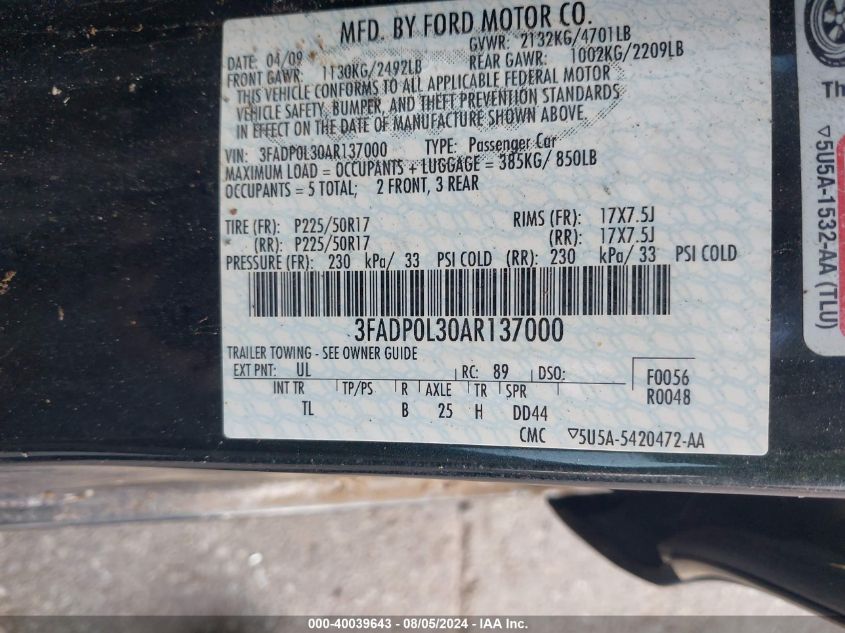 MFD. BY FORD MOTOR CO.
DATE: 04/09 GVWR: 2132KG/4701LB
FRONT GAWR: 1130KG/2492LB REAR GAWR: 1002KG/2209LB
THIS VEHICLE CONFORMS TO ALL APPLICABLE FEDERAL MOTOR
VEHICLE SAFETY, BUMPER, AND THEFT PREVENTION STANDARDS
IN EFFECT ON THE DATE OF MANUFACTURE SHOWN ABOVE.
VIN: 3FADP0L30AR137000 TYPE: Passenger Car
MAXIMUM LOAD = OCCUPANTS + LUGGAGE = 385KG/ 850LB
OCCUPANTS = 5 TOTAL; 2 FRONT, 3 REAR
TIRE (FR): P225/50R17 RIMS (FR): 17X7.5J
(RR): P225/50R17 (RR): 17X7.5J
PRESSURE (FR): 230 kPa/ 33 PSI COLD (RR): 230 kPa/ 33 PSI COLD
3FADP0L30AR137000
TRAILER TOWING - SEE OWNER GUIDE
EXT PNT: UL RC: 89 DSO: F0056
INT TR TP/PS R AXLE TR SPR R0048
TL B 25 H DD44
CMC ▽5U5A-5420472-AA
Th
▽5U5A-1532-AA (TLU)
000-40039643 - 08/05/2024 - IAA Inc.